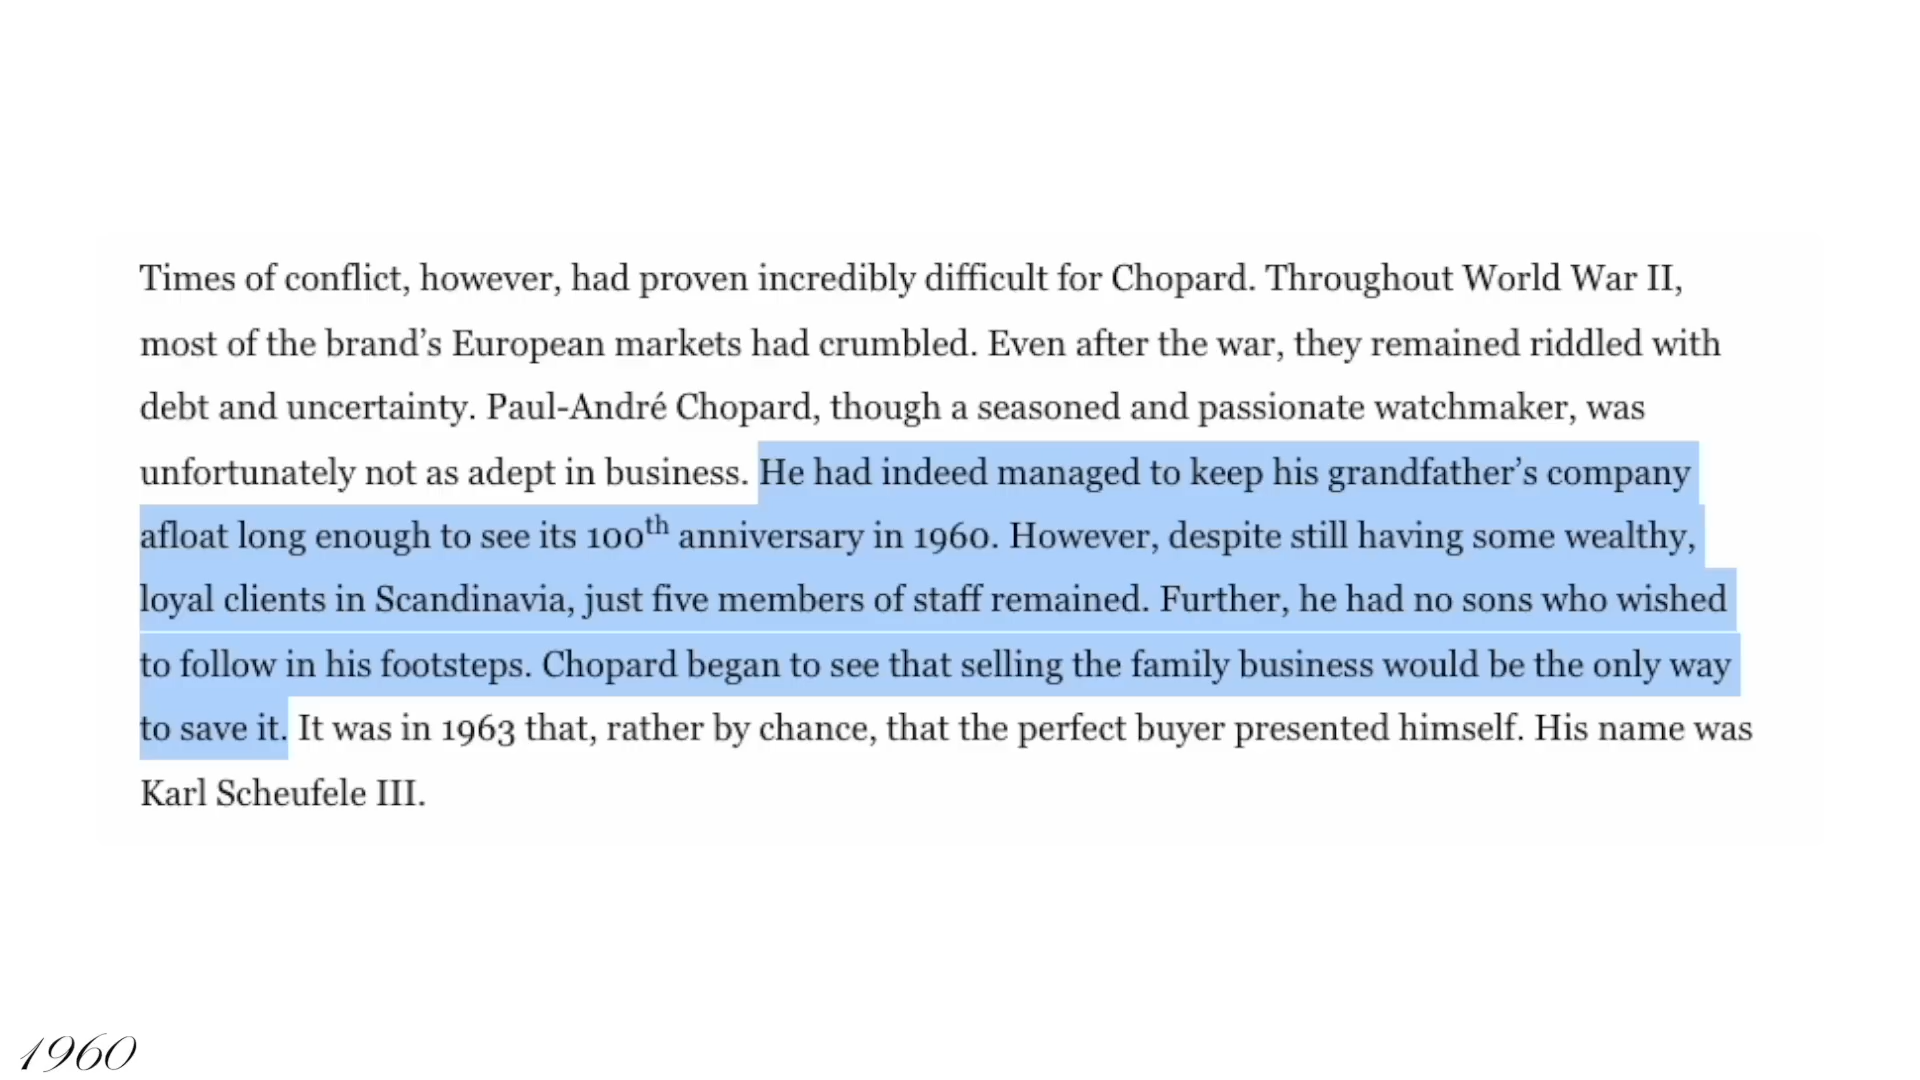 Times of conflict, however, had proven incredibly difficult for Chopard. Throughout World War II,
most of the brand’s European markets had crumbled. Even after the war, they remained riddled with
debt and uncertainty. Paul-André Chopard, though a seasoned and passionate watchmaker, was
unfortunately not as adept in business. He had indeed managed to keep his grandfather’s company
afloat long enough to see its 100th anniversary in 1960. However, despite still having some wealthy,
loyal clients in Scandinavia, just five members of staff remained. Further, he had no sons who wished
to follow in his footsteps. Chopard began to see that selling the family business would be the only way
to save it. It was in 1963 that, rather by chance, that the perfect buyer presented himself. His name was
Karl Scheufele III.
1960